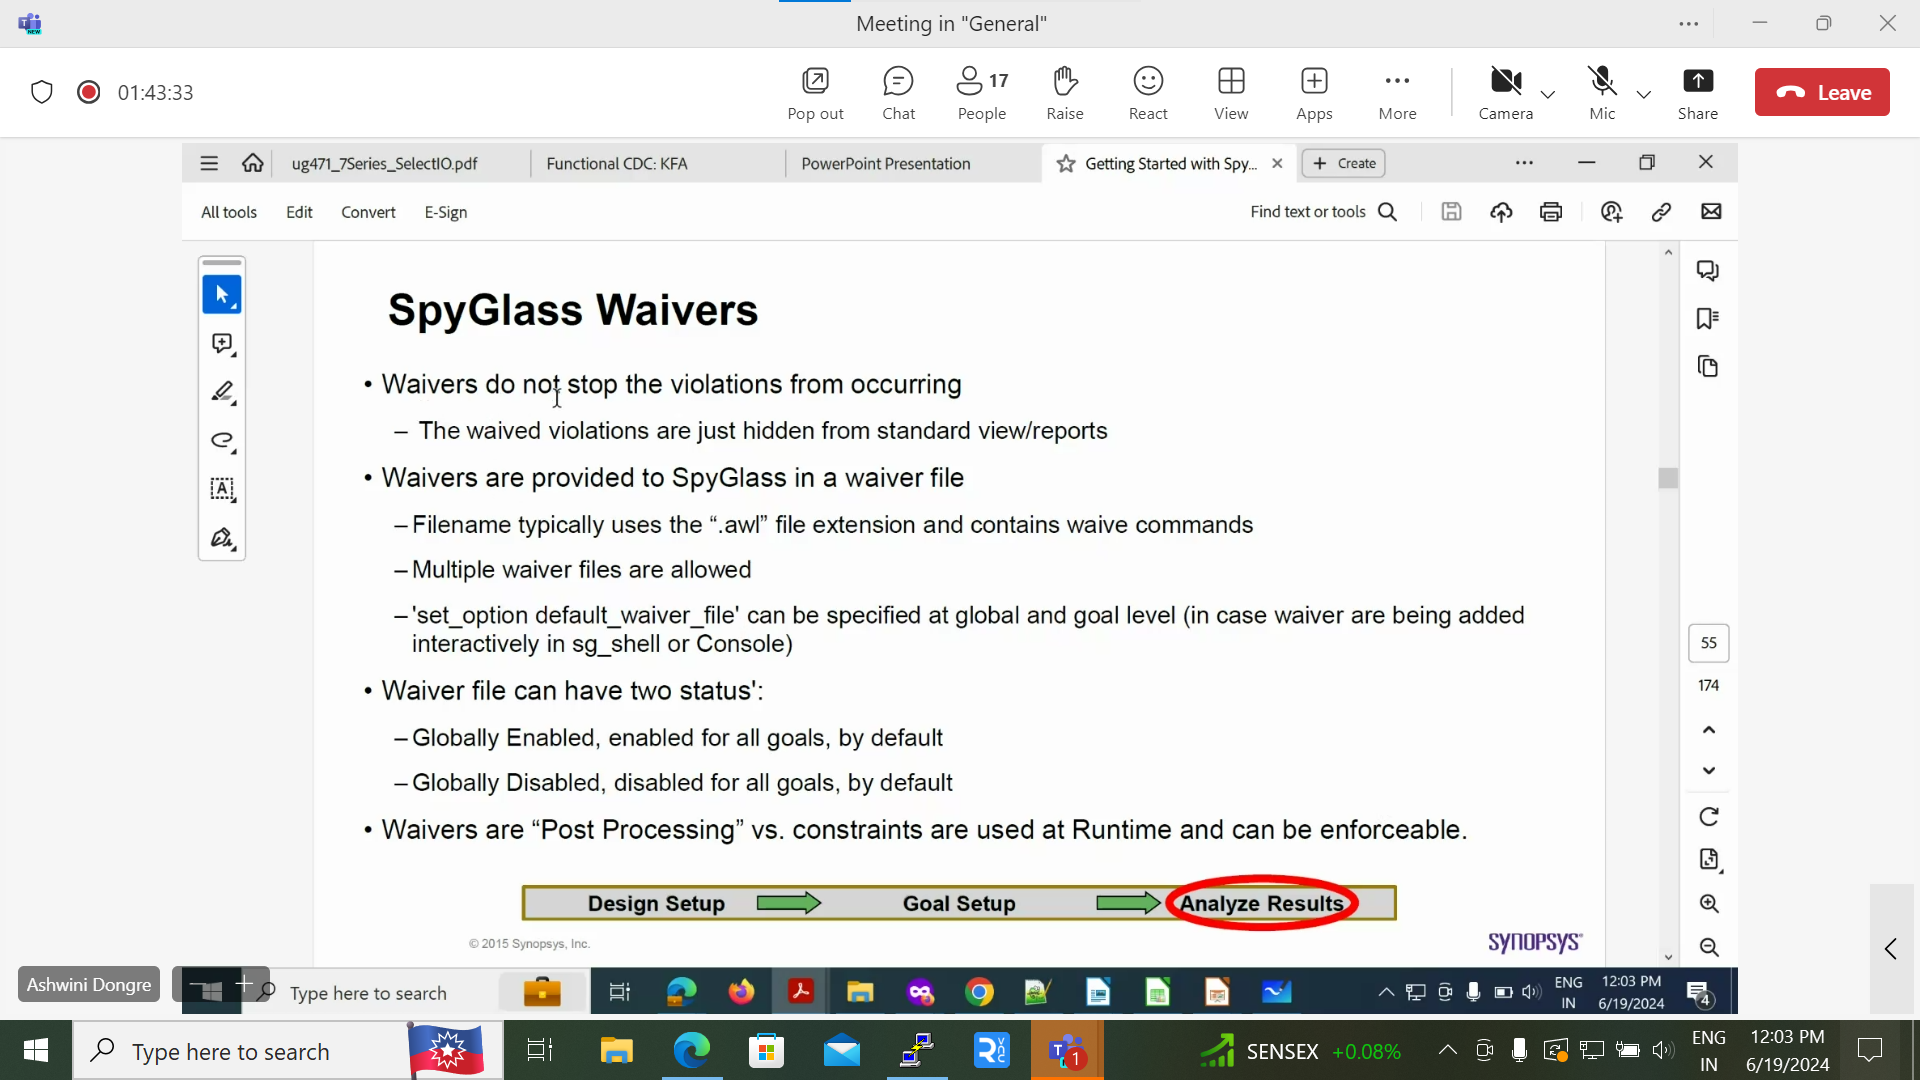 Meeting in "General"
01:43:33
Pop out
Chat
17
People
Raise
React
View
Apps
More
Camera
Mic
Share
Leave
ug471_7Series_SelectIO.pdf
Functional CDC: KFA
PowerPoint Presentation
Getting Started with Spy...
Create
All tools
Edit
Convert
E-Sign
Find text or tools
SpyGlass Waivers
• Waivers do not stop the violations from occurring
– The waived violations are just hidden from standard view/reports
• Waivers are provided to SpyGlass in a waiver file
– Filename typically uses the “.awl” file extension and contains waive commands
– Multiple waiver files are allowed
– 'set_option default_waiver_file' can be specified at global and goal level (in case waiver are being added
interactively in sg_shell or Console)
• Waiver file can have two status':
– Globally Enabled, enabled for all goals, by default
– Globally Disabled, disabled for all goals, by default
• Waivers are “Post Processing” vs. constraints are used at Runtime and can be enforceable.
Design Setup
Goal Setup
Analyze Results
© 2015 Synopsys, Inc.
SYNOPSYS
55
174
Ashwini Dongre
Type here to search
ENG
IN
12:03 PM
6/19/2024
4
Type here to search
1
SENSEX +0.08%
ENG
IN
12:03 PM
6/19/2024